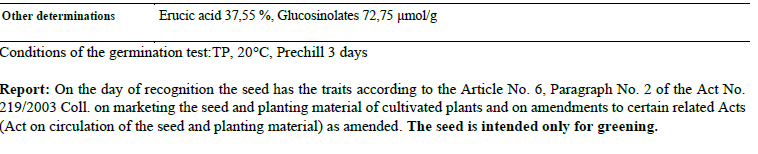 Other determinations Erucic acid 37,55 %, Glucosinolates 72,75 µmol/g
Conditions of the germination test:TP, 20°C, Prechill 3 days
Report: On the day of recognition the seed has the traits according to the Article No. 6, Paragraph No. 2 of the Act No.
219/2003 Coll. on marketing the seed and planting material of cultivated plants and on amendments to certain related Acts
(Act on circulation of the seed and planting material) as amended. The seed is intended only for greening.